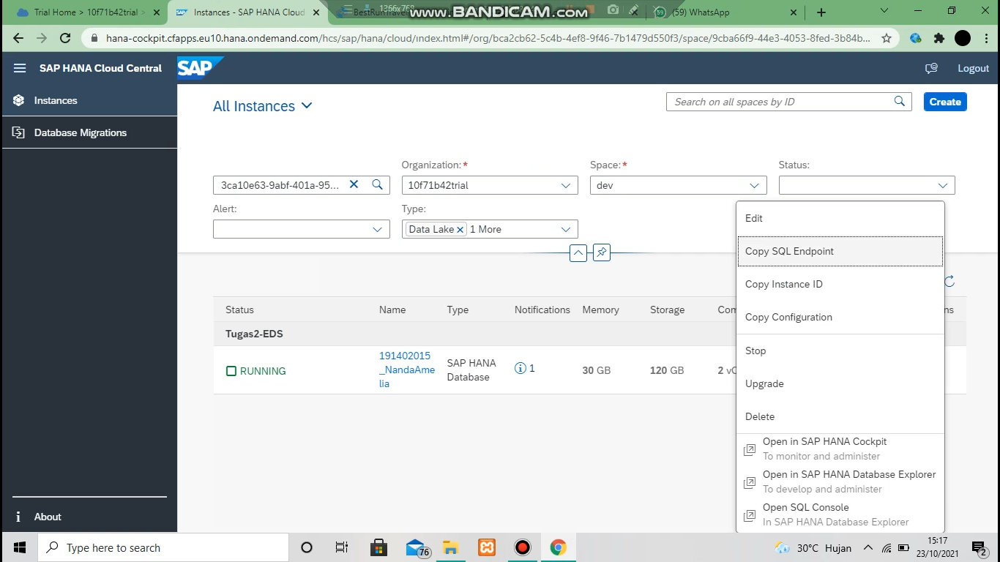 Trial Home > 10f71b42trial >
Instances - SAP HANA Cloud
BestRunTravel
1366x768
www.BANDICAM.com
59
(59) WhatsApp
hana-cockpit.cfapps.eu10.hana.ondemand.com/hcs/sap/hana/cloud/index.html#/org/bca2cb62-5c4b-4ef8-9f46-7b1479d550f3/space/9cba66f9-44e3-4053-8fed-3b84b...
SAP HANA Cloud Central
SAP
Logout
Instances
Database Migrations
About
All Instances
Search on all spaces by ID
Create
3ca10e63-9abf-401a-95...
Organization:*
10f71b42trial
Space:*
dev
Status:
Alert:
Type:
Data Lake
1 More
Status
Name
Type
Notifications
Memory
Storage
Con
ns
Tugas2-EDS
RUNNING
191402015
_NandaAme
lia
SAP HANA
Database
1
30 GB
120 GB
2 vC
Edit
Copy SQL Endpoint
Copy Instance ID
Copy Configuration
Stop
Upgrade
Delete
Open in SAP HANA Cockpit
To monitor and administer
Open in SAP HANA Database Explorer
To develop and administer
Open SQL Console
In SAP HANA Database Explorer
Type here to search
76
30°C Hujan
15:17
23/10/2021
2